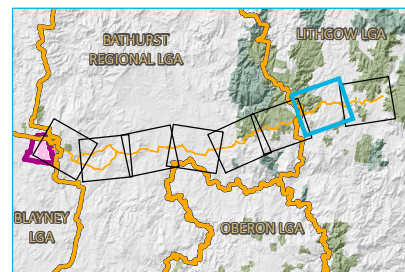 BATHURST
REGIONAL LGA
LITHGOW LGA
BLAYNEY
LGA
OBERON LGA